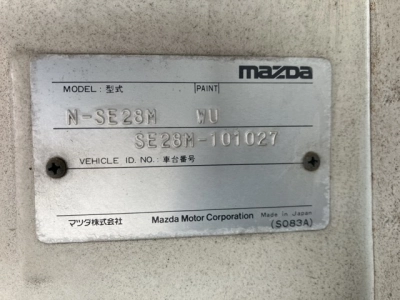 mazda
MODEL: 型式 PAINT
N-SE28M WU
SE28M-101027
VEHICLE ID. NO.: 車台番号
マツダ株式会社 Mazda Motor Corporation Made in Japan
(S083A)